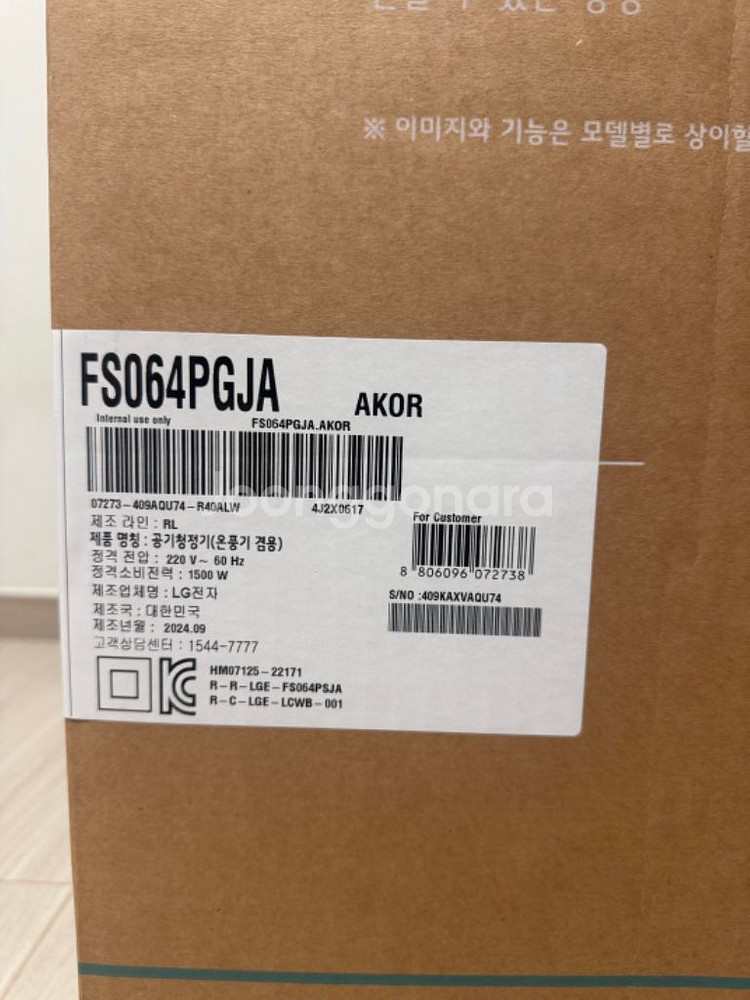 있는
※ 이미지와 기능은 모델별로 상이할
FS064PGJA AKOR
Internal use only FS064PGJA.AKOR
07273-409AQU74-R40ALW 4J2X0617
joonggonara
제조 라인 : RL
For Customer
제품 명칭 : 공기청정기(온풍기 겸용)
정격 전압 : 220 V~ 60 Hz
정격소비전력 : 1500 W
8 806096 072738
제조업체명 : LG전자
S/NO :409KAXVAQU74
제조국 : 대한민국
제조년월 : 2024.09
고객상담센터 : 1544-7777
HM07125-22171
R-R-LGE-FS064PSJA
R-C-LGE-LCWB-001